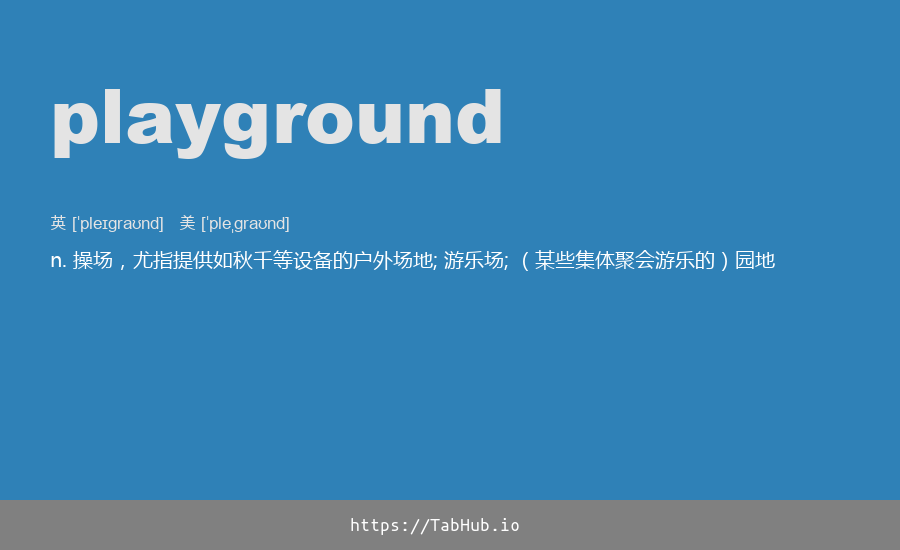 playground
英 [ˈpleɪgraʊnd] 美 [ˈpleˌgraʊnd]
n. 操场，尤指提供如秋千等设备的户外场地; 游乐场; （某些集体聚会游乐的）园地
https://TabHub.io